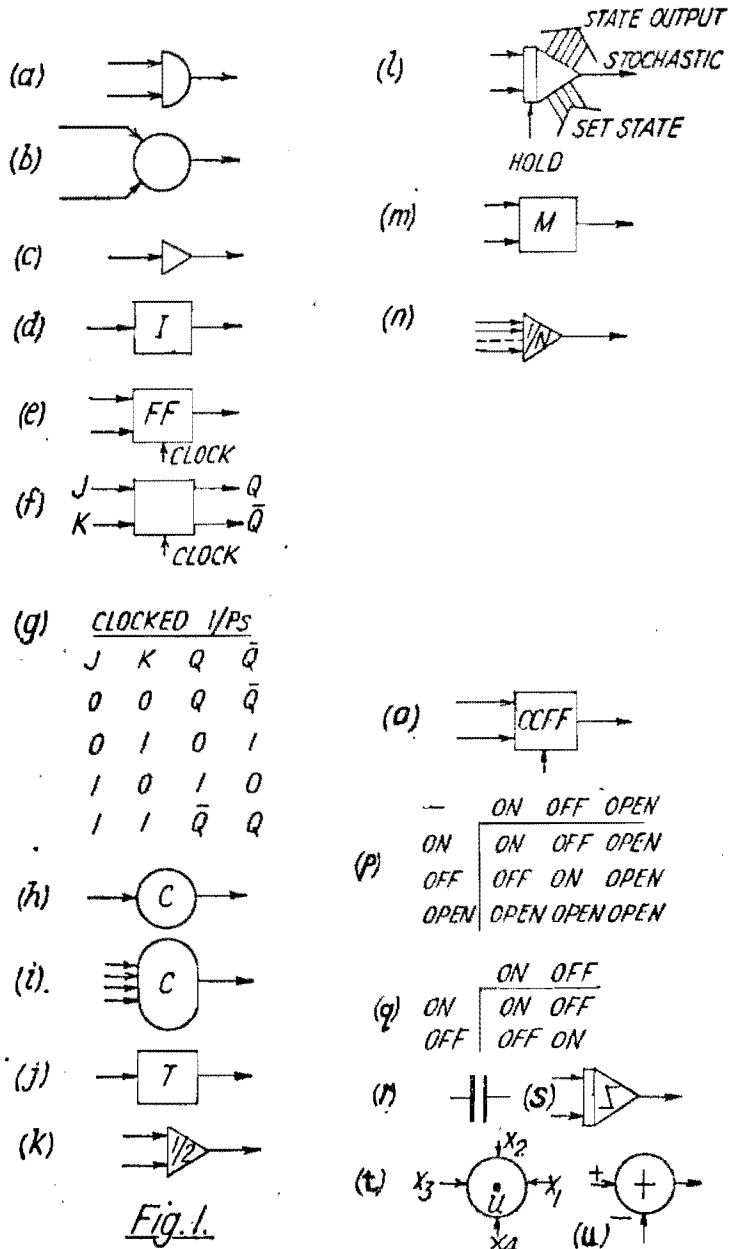 (a)
(b)
(c)
(d) I
(e) FF
CLOCK
(f) J Q
K Q̄
CLOCK
(g) CLOCKED I/Ps
J K Q Q̄
0 0 Q Q̄
0 1 0 1
1 0 1 0
1 1 Q̄ Q
(h) C
(i). C
(j) T
(k) 1/2
Fig.1.
STATE OUTPUT
(l) STOCHASTIC
SET STATE
HOLD
(m) M
(n) 1/N
(o) OCFF
— ON OFF OPEN
ON ON OFF OPEN
(p)
OFF OFF ON OPEN
OPEN OPEN OPEN OPEN
ON OFF
(q) ON ON OFF
OFF OFF ON
(r) (s)
X2
(t) X3 u X1
X4
+ +
(u) −